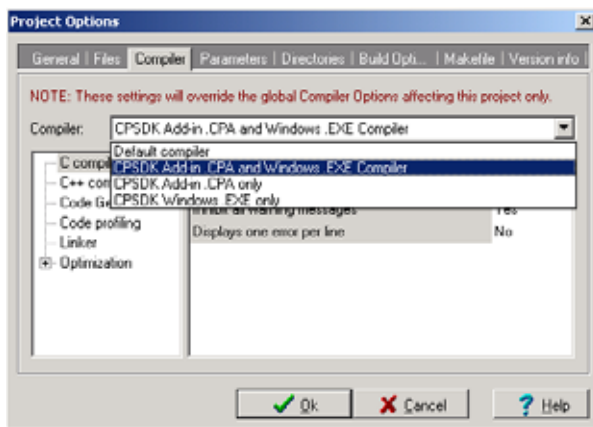 Project Options
General | Files | Compiler | Parameters | Directories | Build Opti... | Makefile | Version info
NOTE: These settings will override the global Compiler Options affecting this project only.
Compiler: CPSDK Add-in .CPA and Windows .EXE Compiler
Default compiler
CPSDK Add-in .CPA and Windows .EXE Compiler
CPSDK Add-in .CPA only
CPSDK Windows .EXE only
C compil
C++ com
Code Ge
Code profiling
Linker
Optimization
Inhibit all warning messages Yes
Displays one error per line No
Ok Cancel Help